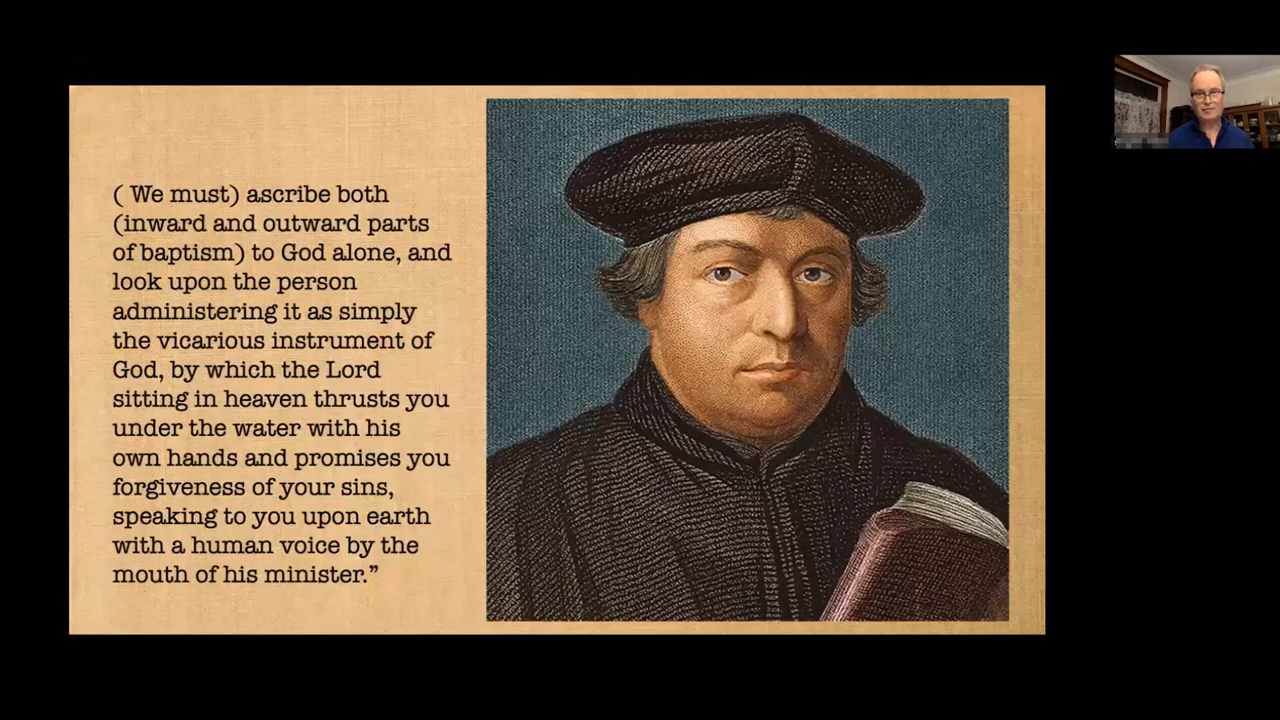 ( We must) ascribe both
(inward and outward parts
of baptism) to God alone, and
look upon the person
administering it as simply
the vicarious instrument of
God, by which the Lord
sitting in heaven thrusts you
under the water with his
own hands and promises you
forgiveness of your sins,
speaking to you upon earth
with a human voice by the
mouth of his minister.”